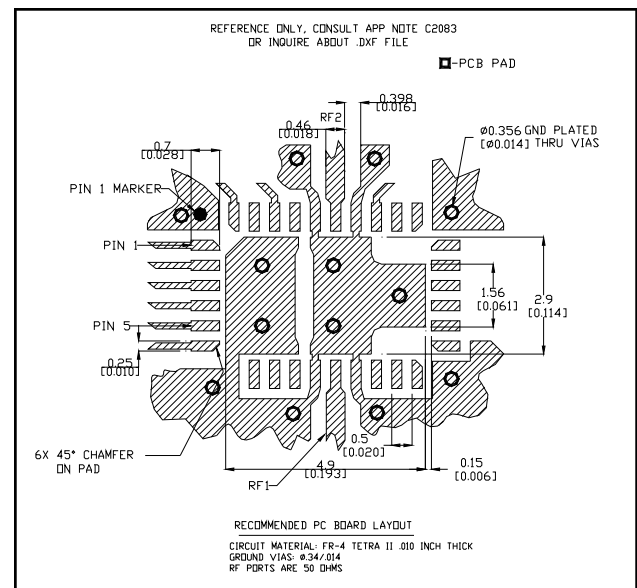 REFERENCE ONLY, CONSULT APP NOTE C2083
OR INQUIRE ABOUT .DXF FILE
-PCB PAD
0.398
[0.016]
RF2
0.46
[0.018]
0.7
[0.028]
Ø0.356 GND PLATED
[Ø0.014] THRU VIAS
PIN 1 MARKER
PIN 1
1.56
[0.061]
2.9
[0.114]
PIN 5
0.25
[0.010]
6X 45° CHAMFER
ON PAD
0.5
[0.020]
4.9
[0.193]
0.15
[0.006]
RF1
RECOMMENDED PC BOARD LAYOUT
CIRCUIT MATERIAL: FR-4 TETRA II .010 INCH THICK
GROUND VIAS: Ø.34/.014
RF PORTS ARE 50 OHMS